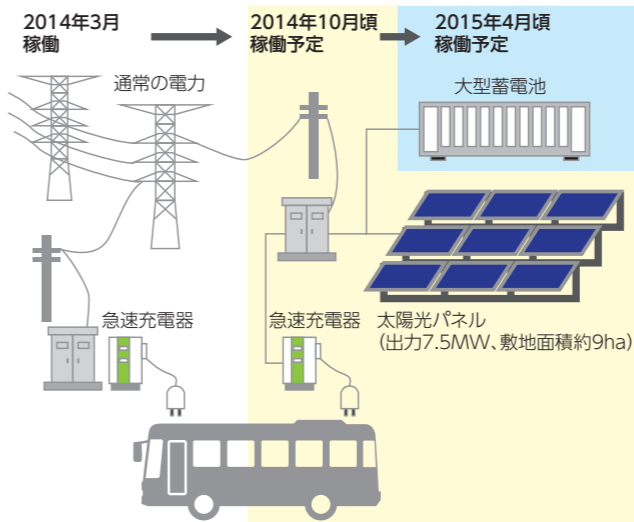 2014年3月
稼働
2014年10月頃
稼働予定
2015年4月頃
稼働予定
通常の電力
大型蓄電池
急速充電器
急速充電器
太陽光パネル
(出力7.5MW、敷地面積約9ha)